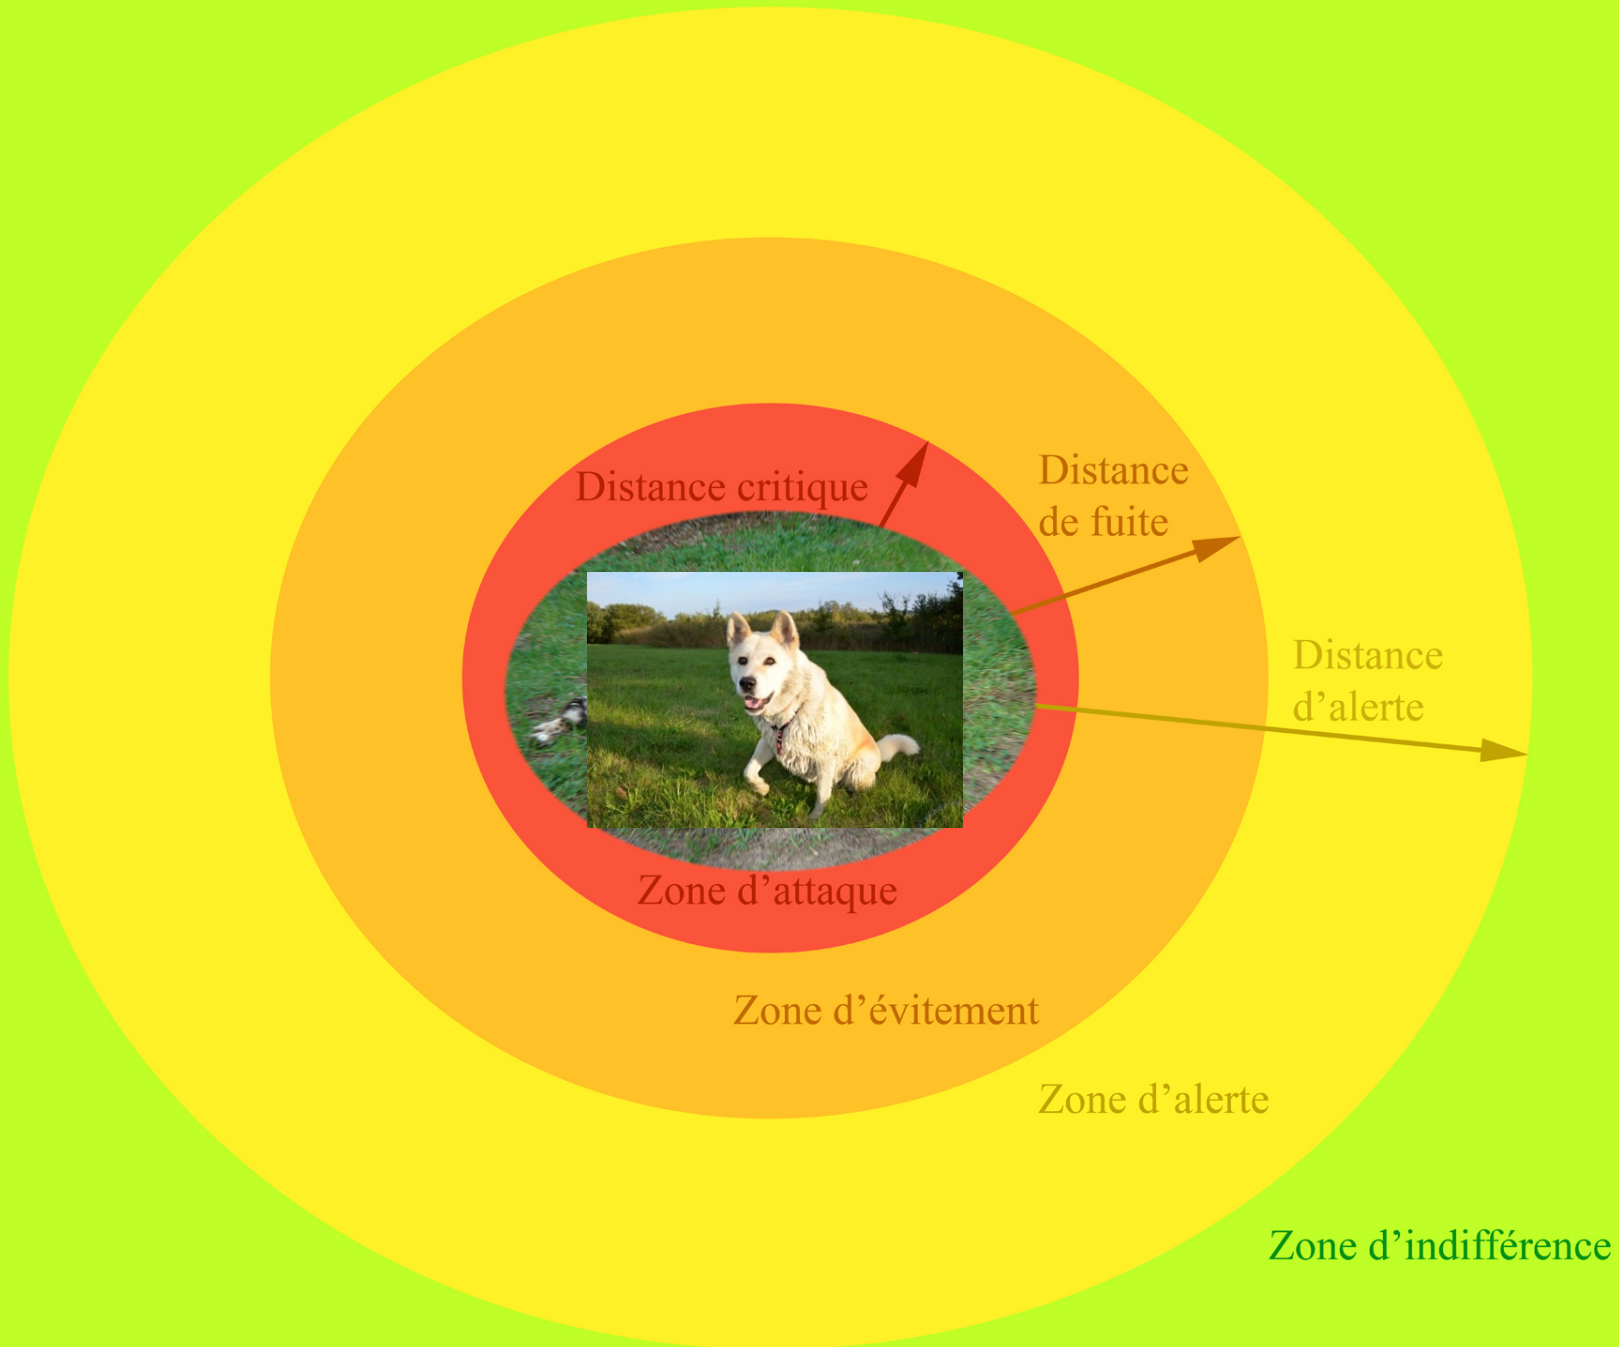 Distance critique
Distance
de fuite
Distance
d’alerte
Zone d’attaque
Zone d’évitement
Zone d’alerte
Zone d’indifférence